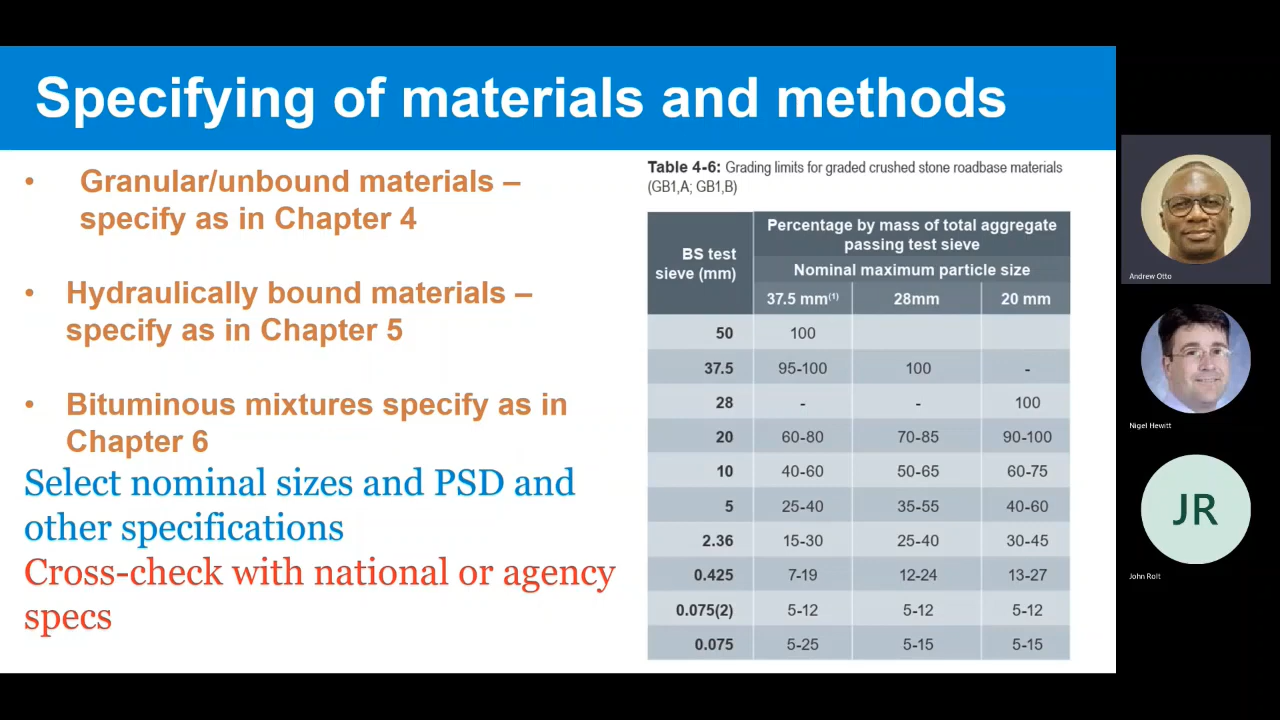 Specifying of materials and methods
• Granular/unbound materials –
specify as in Chapter 4
• Hydraulically bound materials –
specify as in Chapter 5
• Bituminous mixtures specify as in
Chapter 6
Select nominal sizes and PSD and
other specifications
Cross-check with national or agency
specs
Table 4-6: Grading limits for graded crushed stone roadbase materials
(GB1,A; GB1,B)
BS test
sieve (mm)
Percentage by mass of total aggregate
passing test sieve
Nominal maximum particle size
37.5 mm(1) 28mm 20 mm
50 100
37.5 95-100 100 -
28 - - 100
20 60-80 70-85 90-100
10 40-60 50-65 60-75
5 25-40 35-55 40-60
2.36 15-30 25-40 30-45
0.425 7-19 12-24 13-27
0.075(2) 5-12 5-12 5-12
0.075 5-25 5-15 5-15
Andrew Otto
Nigel Hewitt
JR
John Rolt